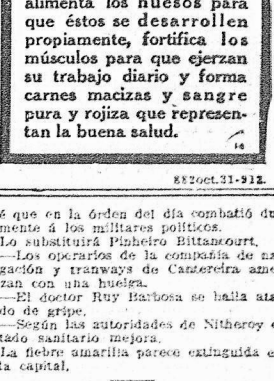 alimenta los huesos para
que éstos se desarrollen
propiamente, fortifica los
músculos para que ejerzan
su trabajo diario y forma
carnes macizas y sangre
pura y rojiza que represen-
tan la buena salud.
16
882oct.31-912.
é que en la órden del día combatió du
mente á los militares políticos.
Lo substituirá Pinheiro Bittancourt.
—Los operarios de la compañía de na
gación y tranways de Cantereira ame
zan con una huelga.
—El doctor Ruy Barbosa se halla ata
do de gripe.
—Según las autoridades de Nitheroy e
tado sanitario mejora.
La fiebre amarilla parece extinguida e
ta capital.